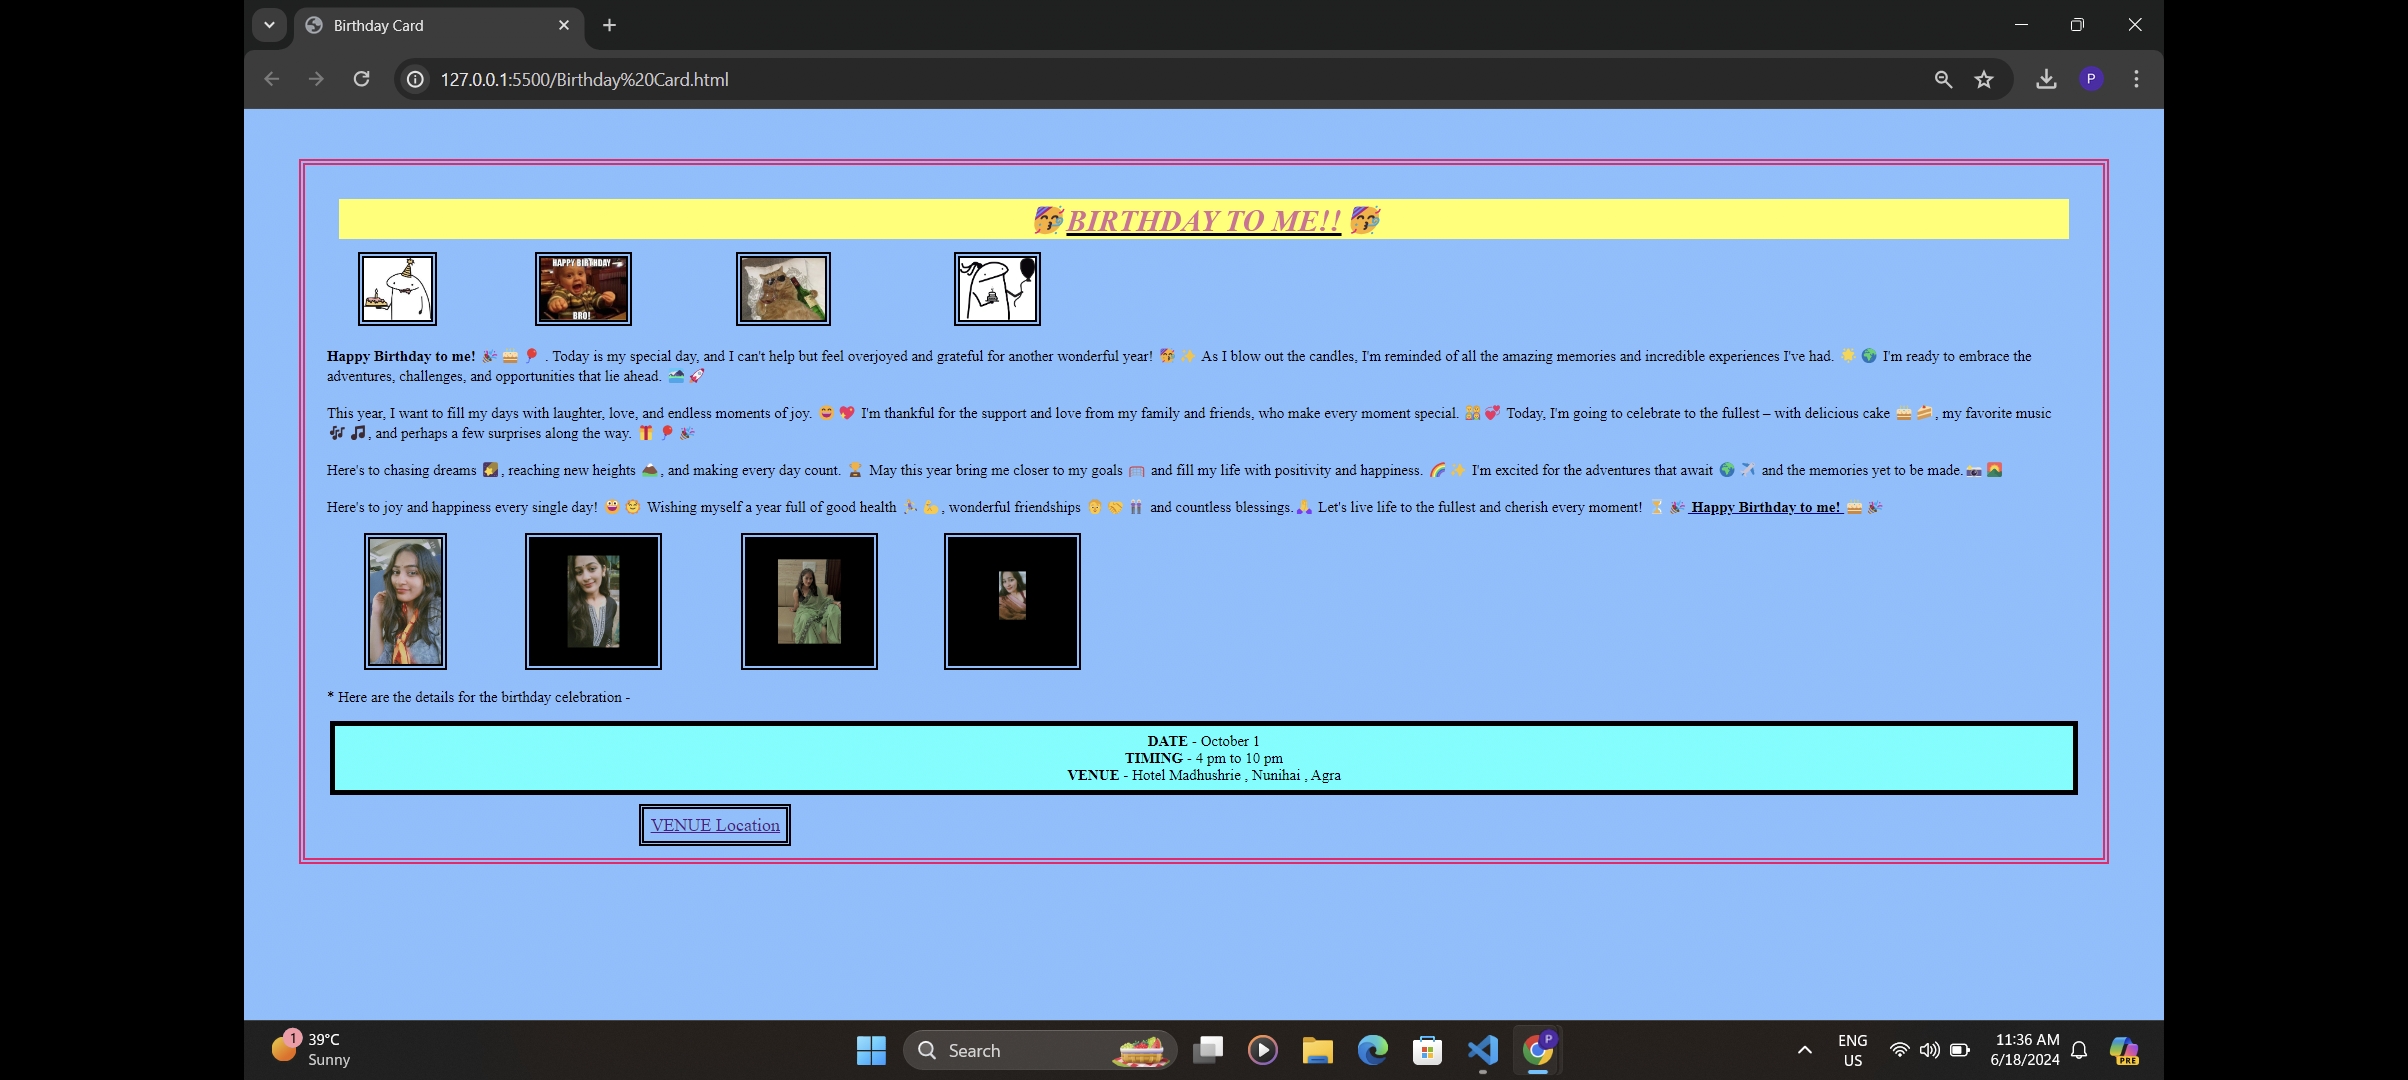 Birthday Card
127.0.0.1:5500/Birthday%20Card.html
P
🥳BIRTHDAY TO ME!! 🥳
HAPPY BIRTHDAY
BRO!
Happy Birthday to me! 🎉 🎂 🎈 . Today is my special day, and I can't help but feel overjoyed and grateful for another wonderful year! 🥳 ✨ As I blow out the candles, I'm reminded of all the amazing memories and incredible experiences I've had. 🌟 🌍 I'm ready to embrace the
adventures, challenges, and opportunities that lie ahead. 🏞️ 🚀
This year, I want to fill my days with laughter, love, and endless moments of joy. 😄 💖 I'm thankful for the support and love from my family and friends, who make every moment special. 👨‍👩‍👧‍👦 💞 Today, I'm going to celebrate to the fullest – with delicious cake 🎂 🍰, my favorite music
🎶 🎵, and perhaps a few surprises along the way. 🎁 🎈 🎉
Here's to chasing dreams 🌠, reaching new heights ⛰️, and making every day count. 🏆 May this year bring me closer to my goals 🥅 and fill my life with positivity and happiness. 🌈 ✨ I'm excited for the adventures that await 🌍 ✈️ and the memories yet to be made.📸 🌄
Here's to joy and happiness every single day! 😃 😊 Wishing myself a year full of good health 🏃 💪, wonderful friendships 🤝 👭 and countless blessings.🙏 Let's live life to the fullest and cherish every moment! ⏳ 🎉 Happy Birthday to me! 🎂 🎉
* Here are the details for the birthday celebration -
DATE - October 1
TIMING - 4 pm to 10 pm
VENUE - Hotel Madhushrie , Nunihai , Agra
VENUE Location
1
39°C
Sunny
Search
P
ENG
US
11:36 AM
6/18/2024
PRE